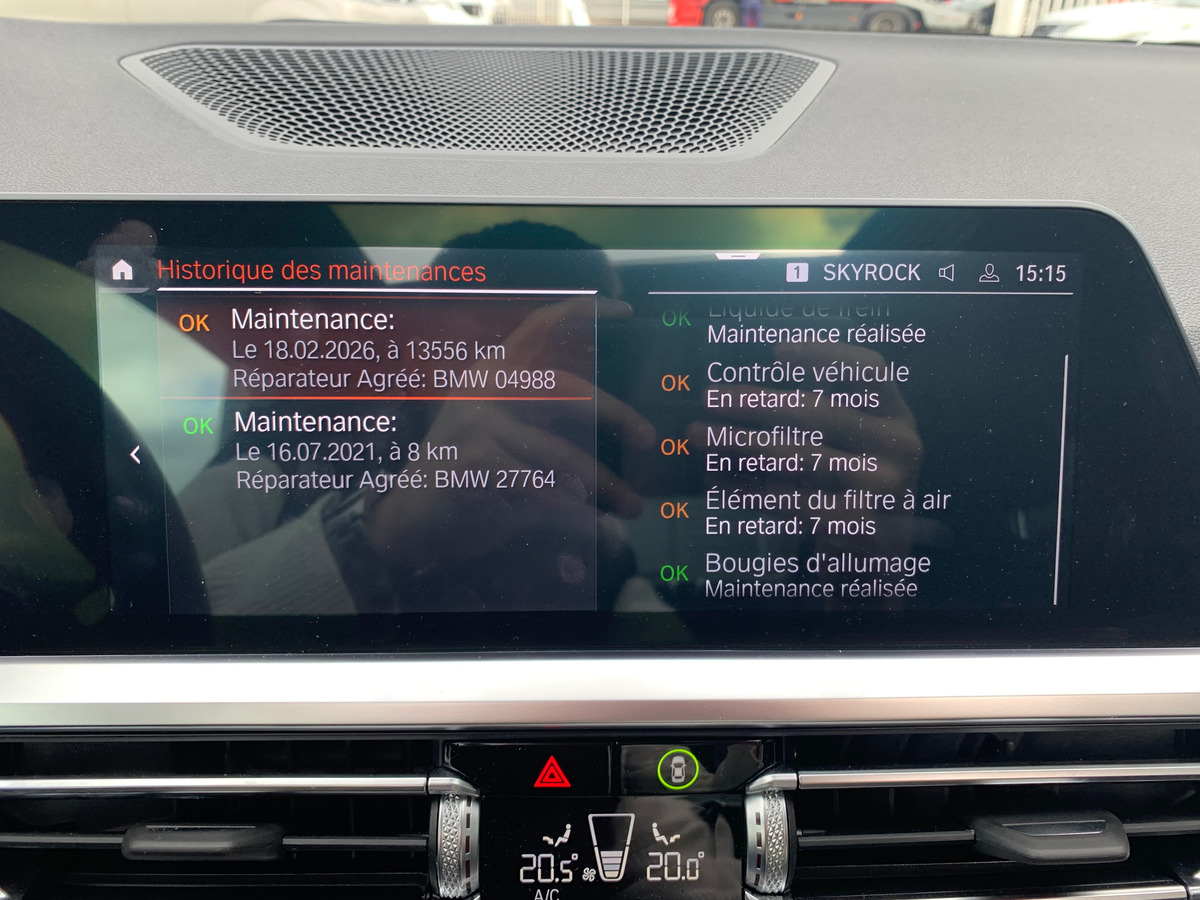 Historique des maintenances
1 SKYROCK 15:15
OK Maintenance:
Le 18.02.2026, à 13556 km
Réparateur Agréé: BMW 04988
OK Maintenance:
Le 16.07.2021, à 8 km
Réparateur Agréé: BMW 27764
OK Liquide de frein
Maintenance réalisée
OK Contrôle véhicule
En retard: 7 mois
OK Microfiltre
En retard: 7 mois
OK Élément du filtre à air
En retard: 7 mois
OK Bougies d'allumage
Maintenance réalisée
20.5° 20.0°
A/C